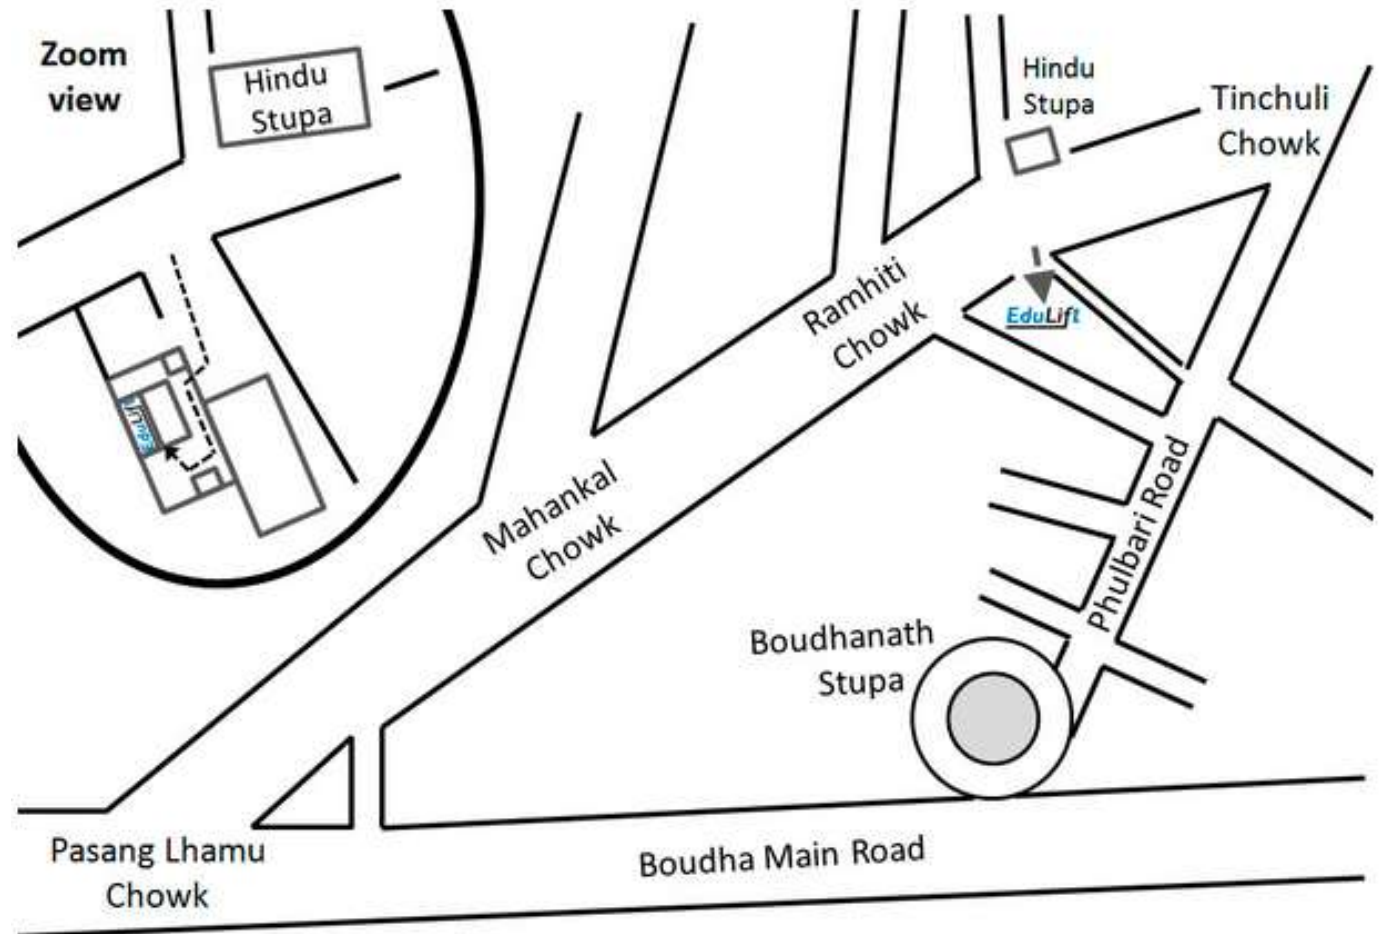 Zoom
view
Hindu
Stupa
EduLift
Hindu
Stupa
Tinchuli
Chowk
Ramhiti
Chowk
EduLift
Mahankal
Chowk
Phulbari Road
Boudhanath
Stupa
Pasang Lhamu
Chowk
Boudha Main Road